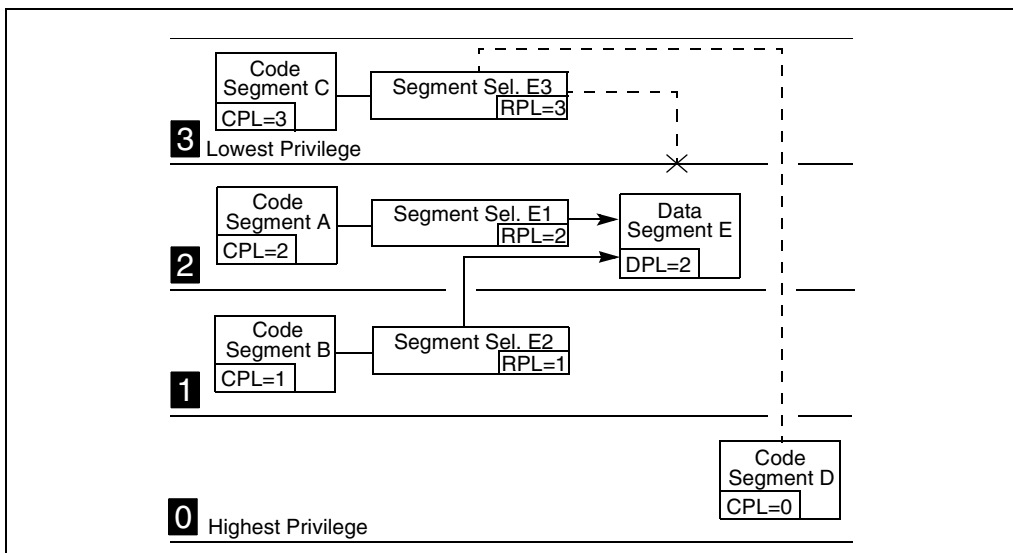 Code
Segment C
CPL=3
Segment Sel. E3
RPL=3
3
Lowest Privilege
Code
Segment A
CPL=2
Segment Sel. E1
RPL=2
Data
Segment E
DPL=2
2
Code
Segment B
CPL=1
Segment Sel. E2
RPL=1
1
Code
Segment D
CPL=0
0
Highest Privilege